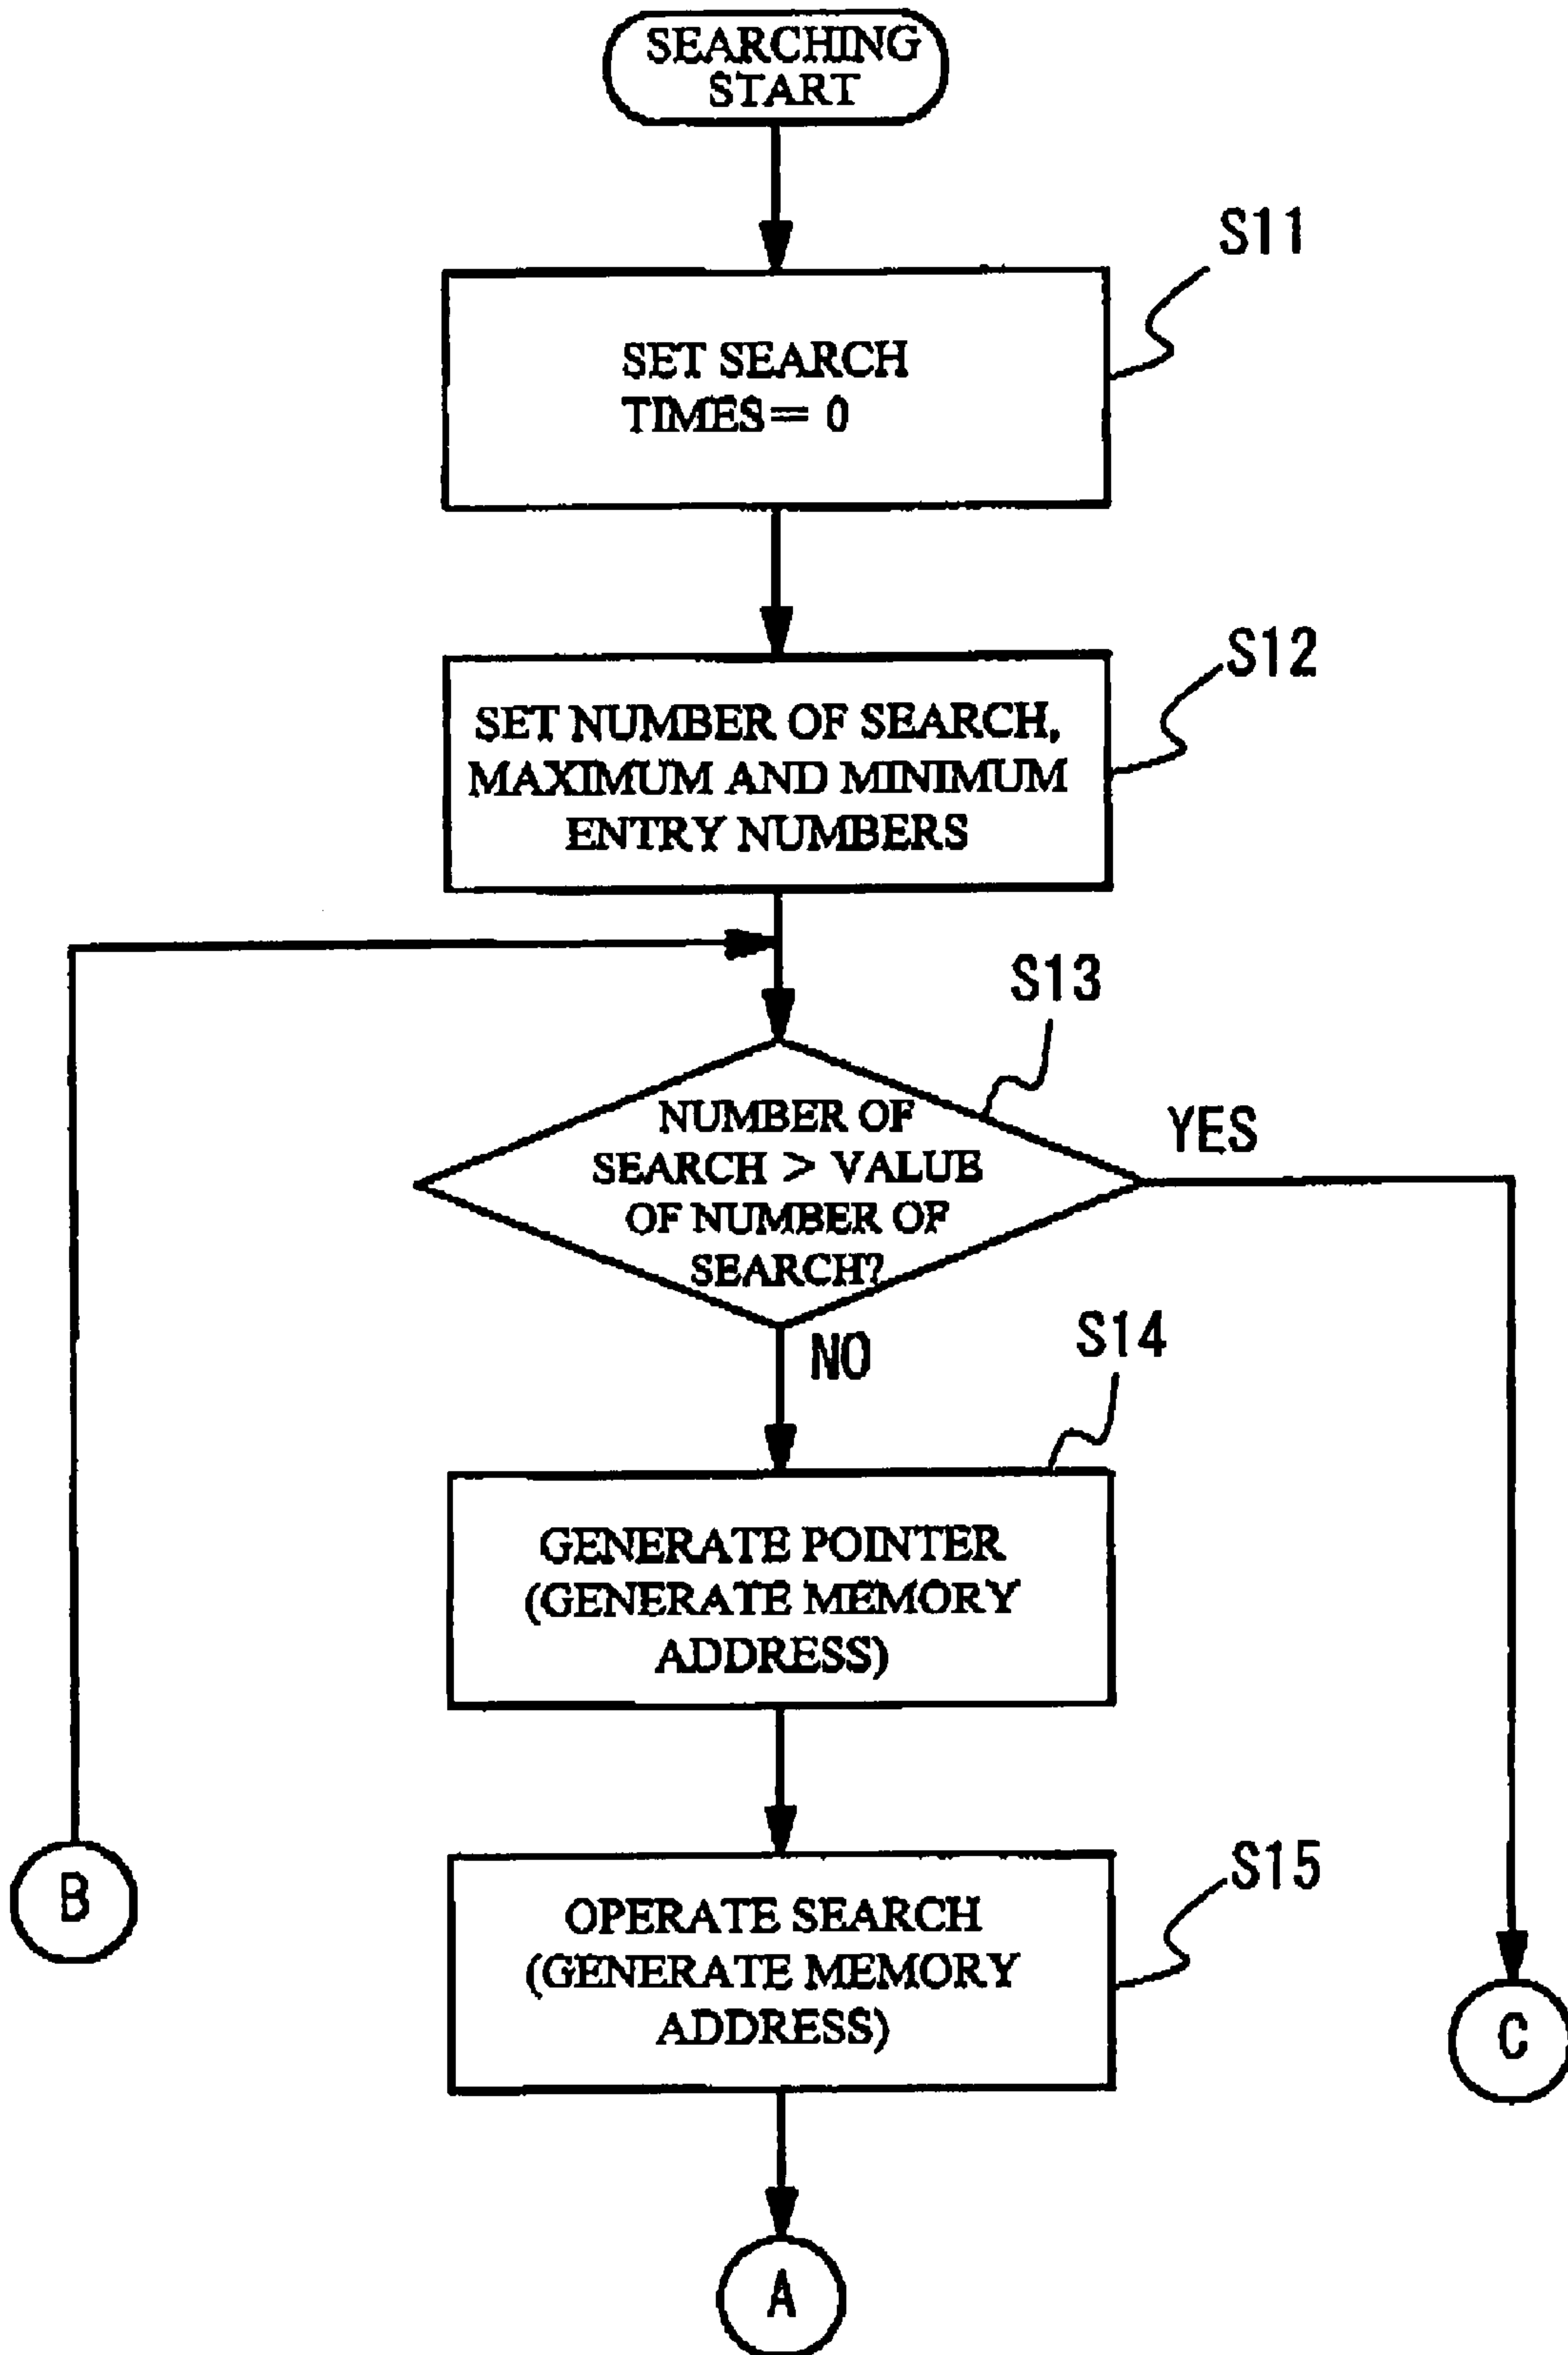 SEARCHING
START
S11
SET SEARCH
TIMES= 0
S12
SET NUMBER OF SEARCH,
MAXIMUM AND MINIMUM
ENTRY NUMBERS
S13
NUMBER OF
SEARCH > VALUE
OF NUMBER OF
SEARCH?
YES
NO
S14
GENERATE POINTER
(GENERATE MEMORY
ADDRESS)
S15
OPERATE SEARCH
(GENERATE MEMORY
ADDRESS)
B
C
A